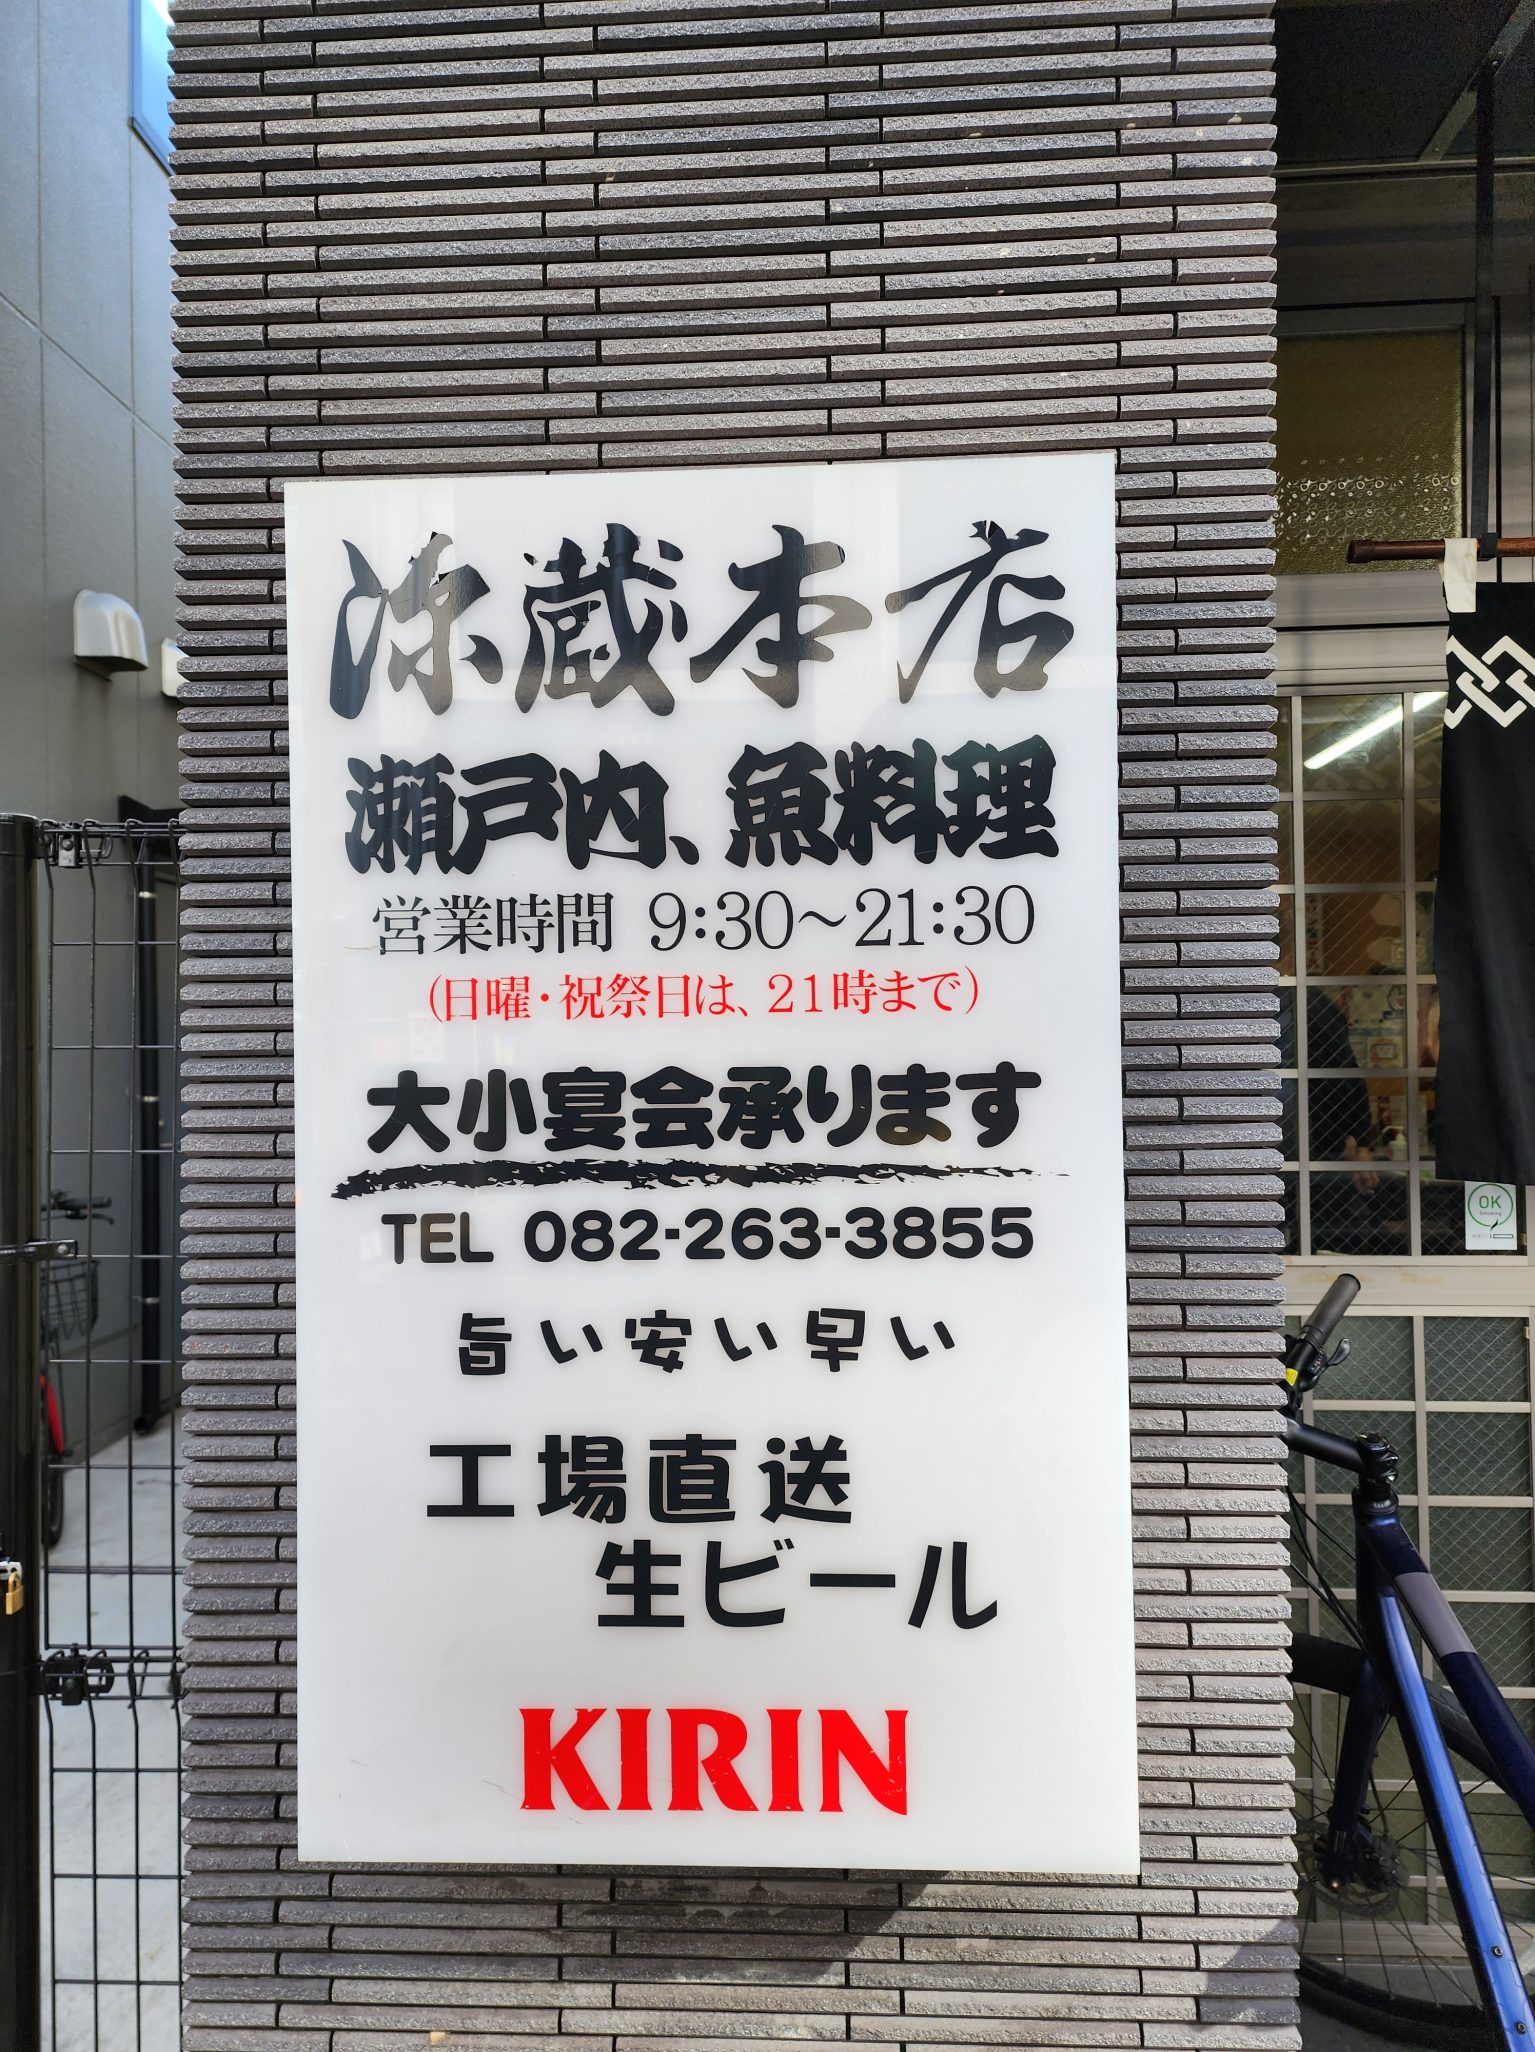 源蔵本店
瀬戸内、魚料理
営業時間 9:30～21:30
(日曜・祝祭日は、21時まで)
大小宴会承ります
TEL 082-263-3855
旨い安い早い
工場直送
生ビール
KIRIN
OK
Smoking